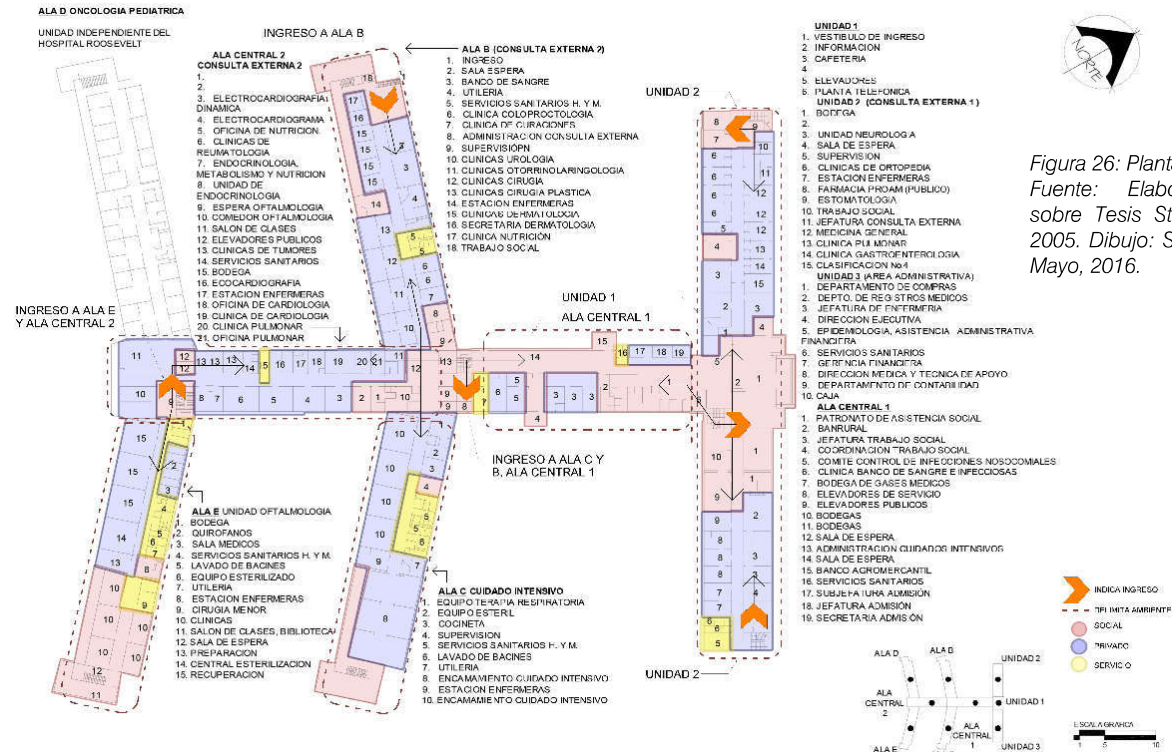 ALA D ONCOLOGIA PEDIATRICA
UNIDAD INDEPENDIENTE DEL
HOSPITAL ROOSEVELT
INGRESO A ALA B
ALA CENTRAL 2
CONSULTA EXTERNA 2
1.
2.
3. ELECTROCARDIOGRAFIA
DINAMICA
4. ELECTROCARDIOGRAMA
5. OFICINA DE NUTRICION.
6. CLINICAS DE
REUMATOLOGIA
7. ENDOCRINOLOGIA,
METABOLISMO Y NUTRICION
8. UNIDAD DE
ENDOCRINOLOGIA
9. ESPERA OFTALMOLOGIA
10. COMEDOR OFTALMOLOGIA
11. SALON DE CLASES
12. ELEVADORES PUBLICOS
13. CLINICAS DE TUMORES
14. SERVICIOS SANITARIOS
15. BODEGA
16. ECOCARDIOGRAFIA
17. ESTACION ENFERMERAS
18. OFICINA DE CARDIOLOGIA
19. CLINICA DE CARDIOLOGIA
20. CLINICA PULMONAR
21. OFICINA PULMONAR
ALA B (CONSULTA EXTERNA 2)
1. INGRESO
2. SALA ESPERA
3. BANCO DE SANGRE
4. UTILERIA
5. SERVICIOS SANITARIOS H. Y M.
6. CLINICA COLOPROCTOLOGIA
7. CLINICA DE CURACIONES
8. ADMINISTRACION CONSULTA EXTERNA
9. SUPERVISIÓPN
10. CLINICAS UROLOGIA
11. CLINICAS OTORRINOLARINGOLOGIA
12. CLINICAS CIRUGIA
13. CLINICAS CIRUGIA PLASTICA
14. ESTACION ENFERMERAS
15. CLINICAS DERMATOLOGIA
16. SECRETARIA DERMATOLOGIA
17. CLINICA NUTRICIÓN
18. TRABAJO SOCIAL
UNIDAD 2
UNIDAD 1
ALA CENTRAL 1
INGRESO A ALA E
Y ALA CENTRAL 2
INGRESO A ALA C Y
B, ALA CENTRAL 1
ALA E UNIDAD OFTALMOLOGIA
1. BODEGA
2. QUIROFANOS
3. SALA MEDICOS
4. SERVICIOS SANITARIOS H. Y M.
5. LAVADO DE BACINES
6. EQUIPO ESTERILIZADO
7. UTILERIA
8. ESTACION ENFERMERAS
9. CIRUGIA MENOR
10. CLINICAS
11. SALON DE CLASES, BIBLIOTECA
12. SALA DE ESPERA
13. PREPARACION
14. CENTRAL ESTERILIZACION
15. RECUPERACION
ALA C CUIDADO INTENSIVO
1. EQUIPO TERAPIA RESPIRATORIA
2. EQUIPO ESTERIL
3. COCINETA
4. SUPERVISION
5. SERVICIOS SANITARIOS H. Y M.
6. LAVADO DE BACINES
7. UTILERIA
8. ENCAMAMIENTO CUIDADO INTENSIVO
9. ESTACION ENFERMERAS
10. ENCAMAMIENTO CUIDADO INTENSIVO
UNIDAD 2
UNIDAD 1
1. VESTIBULO DE INGRESO
2. INFORMACION
3. CAFETERIA
4
5. ELEVADORES
6. PLANTA TELEFONICA
UNIDAD 2 (CONSULTA EXTERNA 1)
1. BODEGA
2.
3. UNIDAD NEUROLOGIA
4. SALA DE ESPERA
5. SUPERVISION
6. CLINICAS DE ORTOPEDIA
7. ESTACION ENFERMERAS
8. FARMACIA PROAM (PUBLICO)
9. ESTOMATOLOGIA
10. TRABAJO SOCIAL
11. JEFATURA CONSULTA EXTERNA
12. MEDICINA GENERAL
13. CLINICA PULMONAR
14. CLINICA GASTROENTEROLOGIA
15. CLASIFICACION No.4
UNIDAD 3 (AREA ADMINISTRATIVA)
1. DEPARTAMENTO DE COMPRAS
2. DEPTO. DE REGISTROS MEDICOS
3. JEFATURA DE ENFERMERIA
4. DIRECCION EJECUTIVA
5. EPIDEMIOLOGIA, ASISTENCIA ADMINISTRATIVA
FINANCIERA
6. SERVICIOS SANITARIOS
7. GERENCIA FINANCIERA
8. DIRECCION MEDICA Y TECNICA DE APOYO.
9. DEPARTAMENTO DE CONTABILIDAD
10. CAJA
ALA CENTRAL 1
1. PATRONATO DE ASISTENCIA SOCIAL
2. BANRURAL
3. JEFATURA TRABAJO SOCIAL
4. COORDINACION TRABAJO SOCIAL
5. COMITÉ CONTROL DE INFECCIONES NOSOCOMIALES
6. CLINICA BANCO DE SANGRE E INFECCIOSAS
7. BODEGA DE GASES MEDICOS
8. ELEVADORES DE SERVICIO
9. ELEVADORES PUBLICOS
10. BODEGAS
11. BODEGAS
12. SALA DE ESPERA
13. ADMINISTRACION CUIDADOS INTENSIVOS
14. SALA DE ESPERA
15. BANCO AGROMERCANTIL
16. SERVICIOS SANITARIOS
17. SUBJEFATURA ADMISIÓN
18. JEFATURA ADMISIÓN
19. SECRETARIA ADMSIÓN
NORTE
Figura 26: Planta
Fuente: Elabo
sobre Tesis St
2005. Dibujo: S
Mayo, 2016.
INDICA INGRESO
DELIMITA AMBIENTE
SOCIAL
PRIVADO
SERVICIO
ALA D
ALA B
UNIDAD 2
ALA
CENTRAL
2
UNIDAD 1
ALA
CENTRAL
1
ALA E
UNIDAD 3
ESCALA GRAFICA
1 5 10